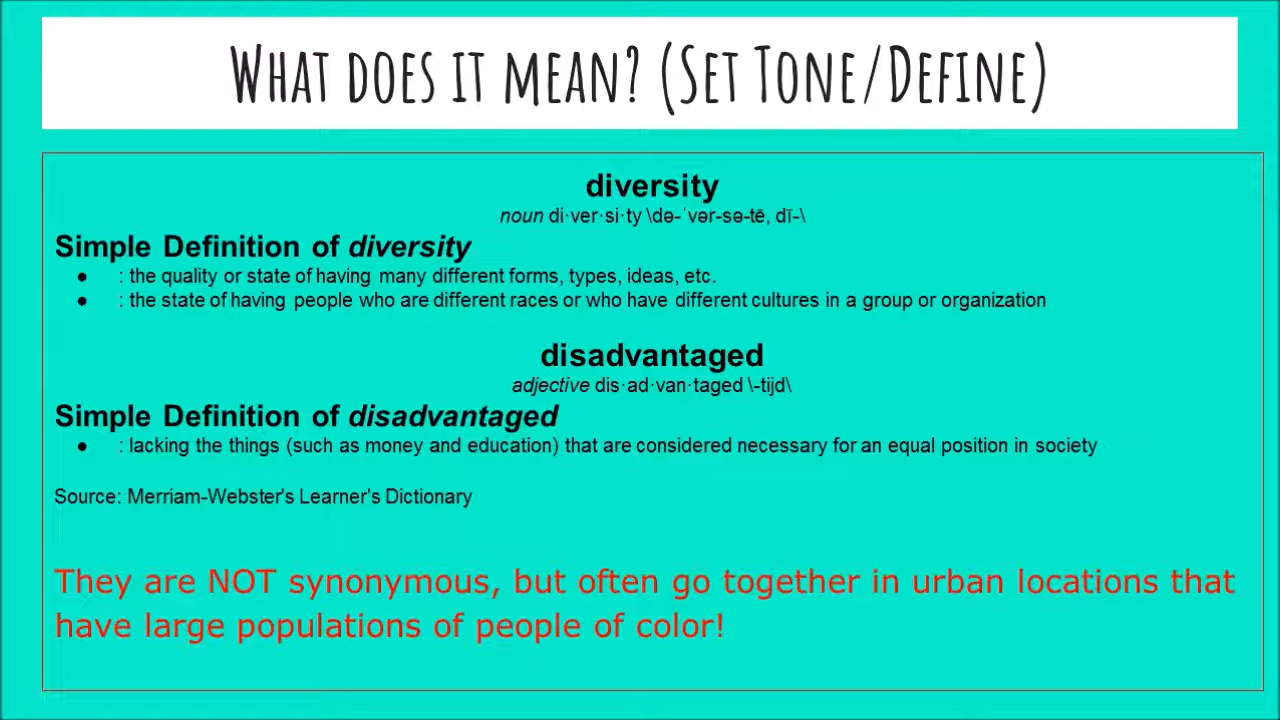 What does it mean? (Set Tone/Define)
diversity
noun di·ver·si·ty \də-ˈvər-sə-tē, dī-\
Simple Definition of diversity
● : the quality or state of having many different forms, types, ideas, etc.
● : the state of having people who are different races or who have different cultures in a group or organization
disadvantaged
adjective dis·ad·van·taged \-tijd\
Simple Definition of disadvantaged
● : lacking the things (such as money and education) that are considered necessary for an equal position in society
Source: Merriam-Webster's Learner's Dictionary
They are NOT synonymous, but often go together in urban locations that
have large populations of people of color!